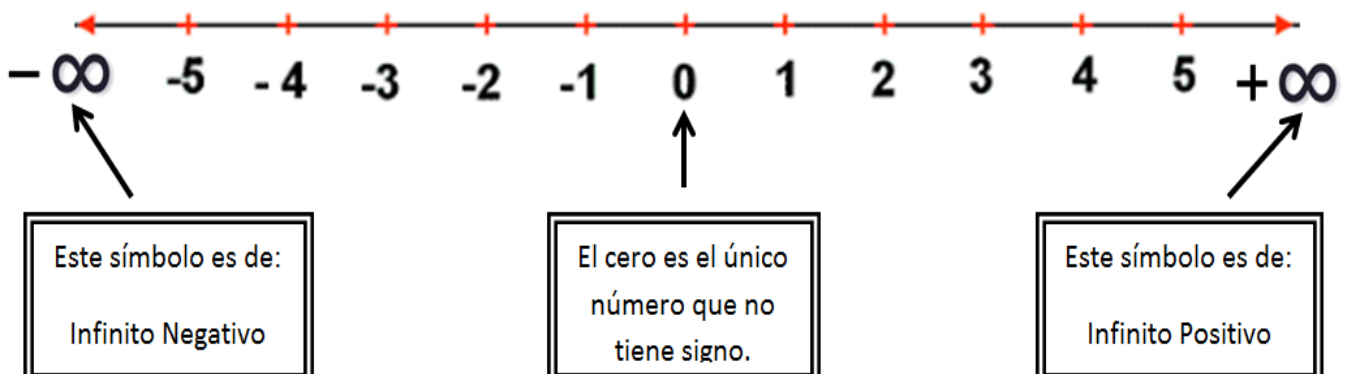 - ∞ -5 - 4 -3 -2 -1 0 1 2 3 4 5 + ∞
Este símbolo es de:
Infinito Negativo
El cero es el único
número que no
tiene signo.
Este símbolo es de:
Infinito Positivo